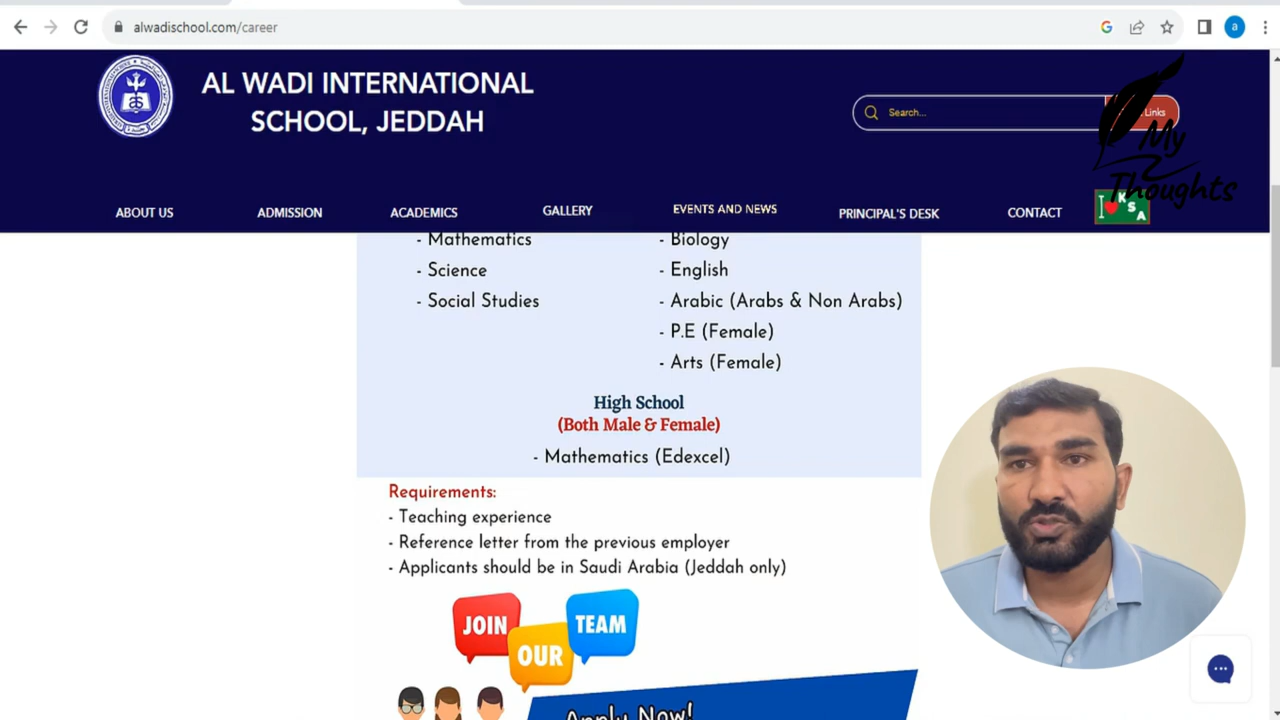 alwadischool.com/career
a
AL WADI INTERNATIONAL
SCHOOL, JEDDAH
Search...
Links
My
Thoughts
ABOUT US
ADMISSION
ACADEMICS
GALLERY
EVENTS AND NEWS
PRINCIPAL'S DESK
CONTACT
I ❤ KSA
- Mathematics
- Science
- Social Studies
- Biology
- English
- Arabic (Arabs & Non Arabs)
- P.E (Female)
- Arts (Female)
High School
(Both Male & Female)
- Mathematics (Edexcel)
Requirements:
- Teaching experience
- Reference letter from the previous employer
- Applicants should be in Saudi Arabia (Jeddah only)
JOIN
OUR
TEAM
Apply Now!